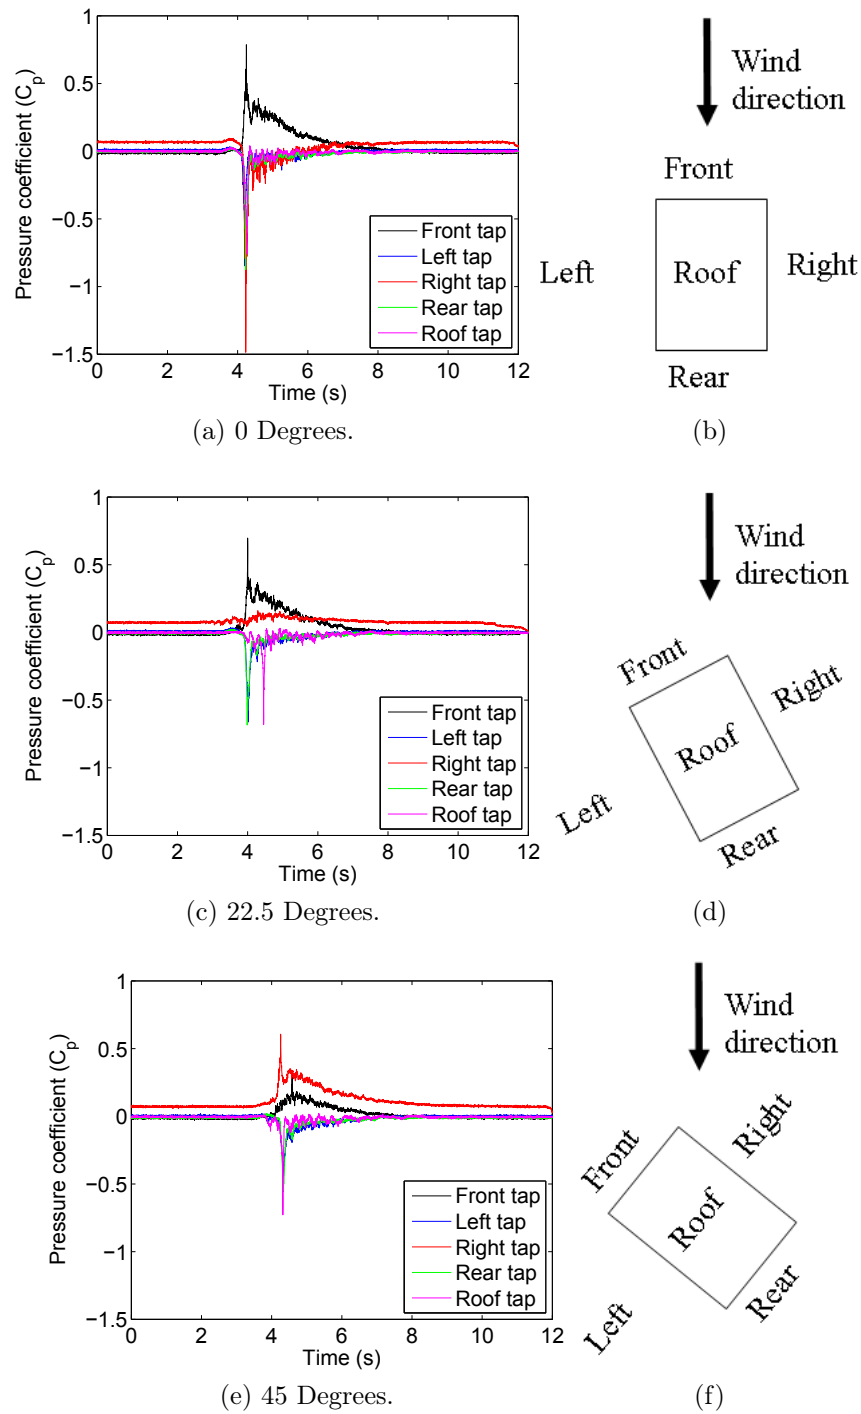 1
0.5
0
−0.5
−1
−1.5
Pressure coefficient (C_p)
Front tap
Left tap
Right tap
Rear tap
Roof tap
0 2 4 6 8 10 12
Time (s)
(a) 0 Degrees.
Wind
direction
Front
Left Roof Right
Rear
(b)
1
0.5
0
−0.5
−1
−1.5
Pressure coefficient (C_p)
Front tap
Left tap
Right tap
Rear tap
Roof tap
0 2 4 6 8 10 12
Time (s)
(c) 22.5 Degrees.
Wind
direction
Front
Right
Roof
Left
Rear
(d)
1
0.5
0
−0.5
−1
−1.5
Pressure coefficient (C_p)
Front tap
Left tap
Right tap
Rear tap
Roof tap
0 2 4 6 8 10 12
Time (s)
(e) 45 Degrees.
Wind
direction
Right
Front
Roof
Rear
Left
(f)